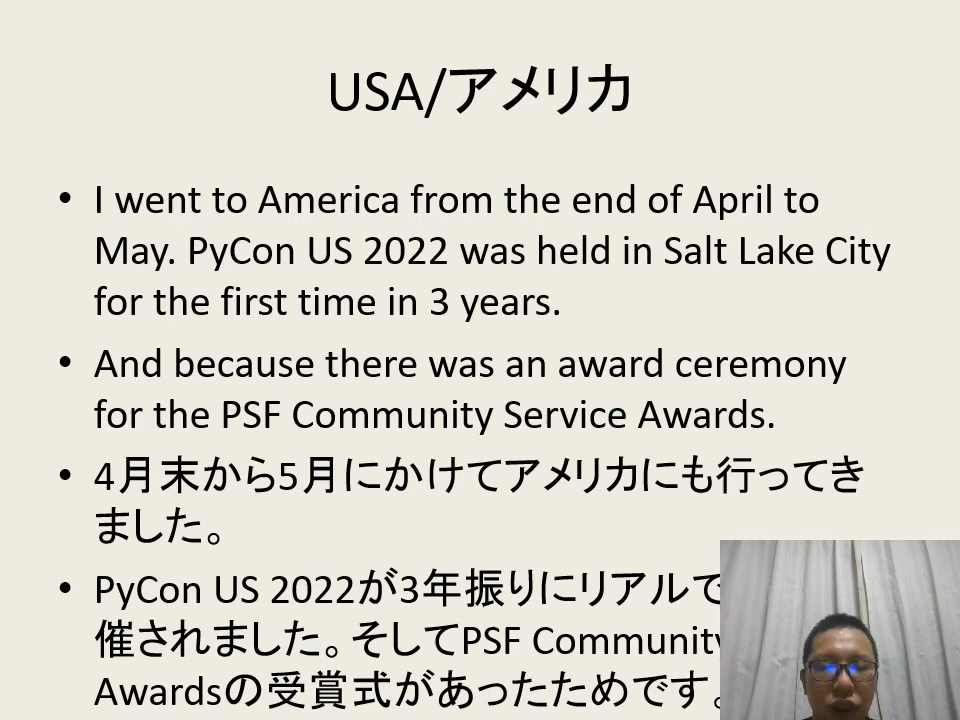 USA/アメリカ
• I went to America from the end of April to
May. PyCon US 2022 was held in Salt Lake City
for the first time in 3 years.
• And because there was an award ceremony
for the PSF Community Service Awards.
• 4月末から5月にかけてアメリカにも行ってき
ました。
• PyCon US 2022が3年振りにリアルで
催されました。そしてPSF Community
Awardsの受賞式があったためです。